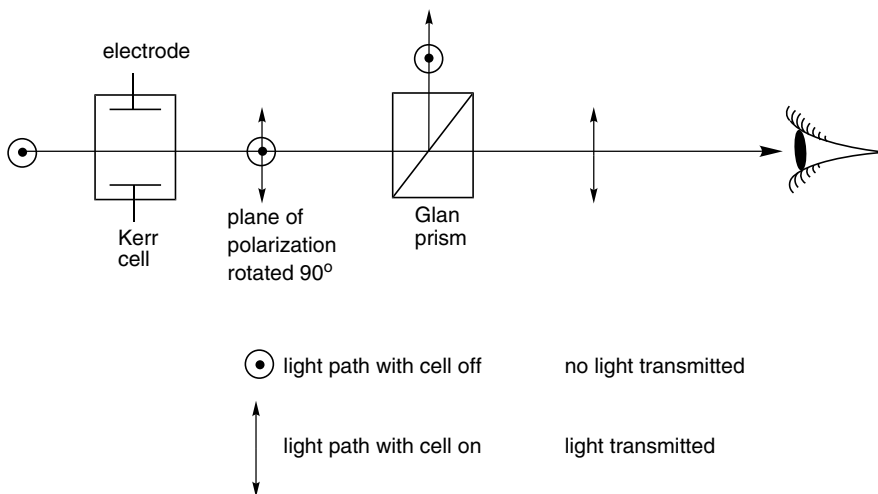 electrode
Kerr
cell
plane of
polarization
rotated 90°
Glan
prism
light path with cell off no light transmitted
light path with cell on light transmitted